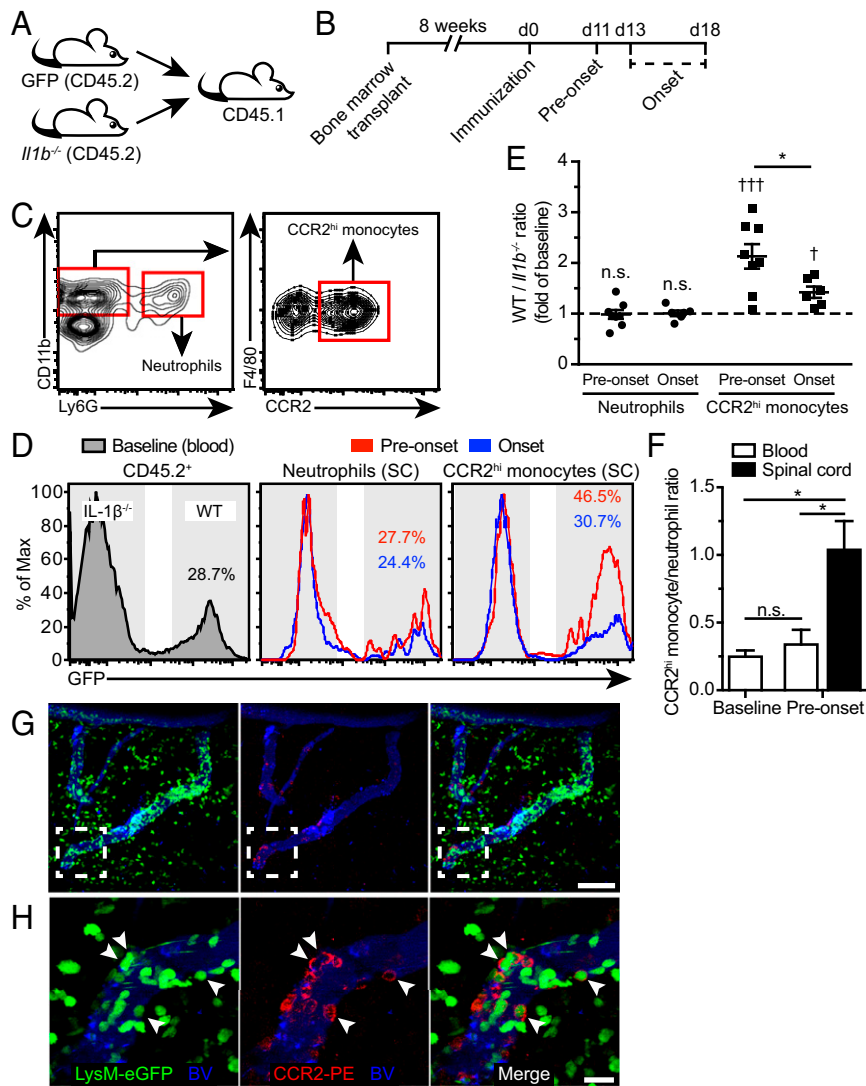 A
GFP (CD45.2)
Il1b-/- (CD45.2)
CD45.1
B
8 weeks
d0
d11
d13
d18
Bone marrow
transplant
Immunization
Pre-onset
Onset
C
CD11b
Ly6G
Neutrophils
F4/80
CCR2
CCR2hi monocytes
D
Baseline (blood)
Pre-onset
Onset
CD45.2+
Neutrophils (SC)
CCR2hi monocytes (SC)
% of Max
100
80
60
40
20
0
IL-1β-/-
WT
28.7%
27.7%
24.4%
46.5%
30.7%
GFP
E
WT / Il1b-/- ratio
(fold of baseline)
4
3
2
1
0
n.s.
n.s.
†††
†
*
Pre-onset
Onset
Pre-onset
Onset
Neutrophils
CCR2hi monocytes
F
Blood
Spinal cord
CCR2hi monocyte/neutrophil ratio
1.5
1.0
0.5
0.0
*
*
n.s.
Baseline
Pre-onset
G
H
LysM-eGFP BV
CCR2-PE BV
Merge